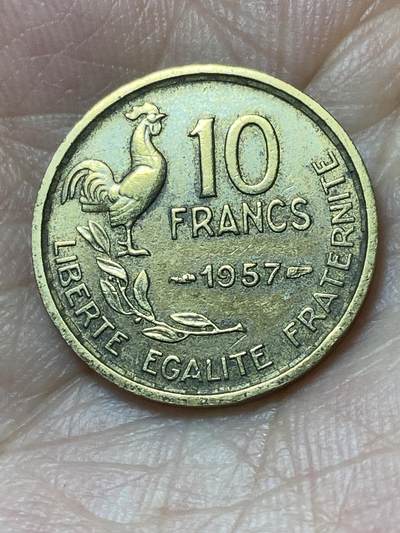 10
FRANCS
1957
LIBERTE EGALITE FRATERNITE